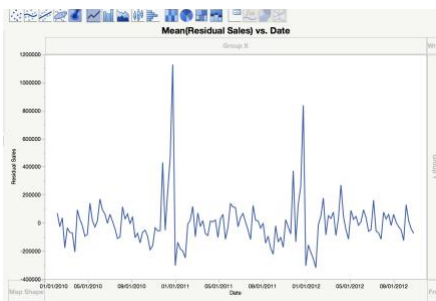 Mean(Residual Sales) vs. Date
Group X
Wr
1200000
1000000
800000
600000
400000
200000
0
-200000
-400000
Residual Sales
01/01/2010 05/01/2010 09/01/2010 01/01/2011 05/01/2011 09/01/2011 01/01/2012 05/01/2012 09/01/2012
Map Shape
Date
Fre